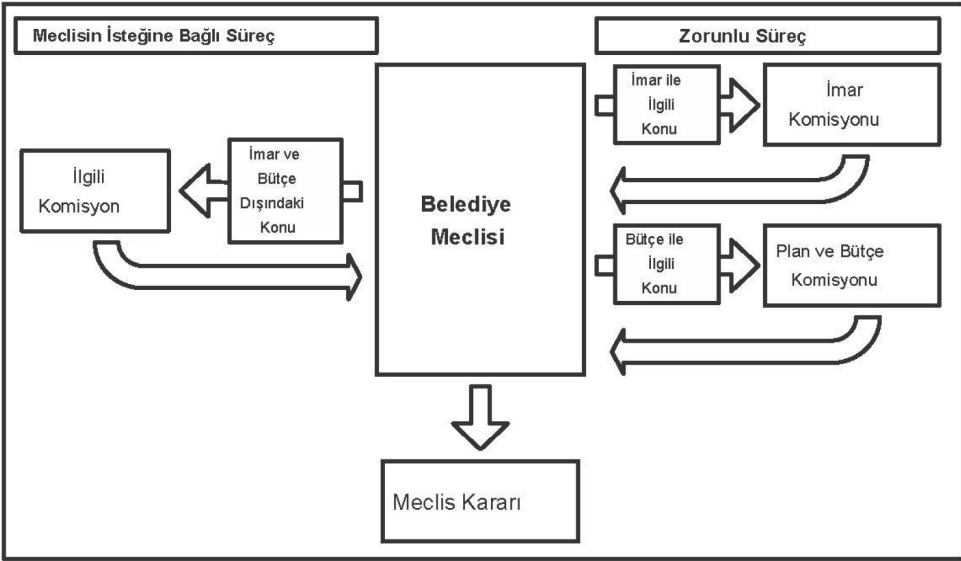 Meclisin İsteğine Bağlı Süreç
Zorunlu Süreç
İmar ile
İlgili
Konu
İmar
Komisyonu
İlgili
Komisyon
İmar ve
Bütçe
Dışındaki
Konu
Belediye
Meclisi
Bütçe ile
İlgili
Konu
Plan ve Bütçe
Komisyonu
Meclis Kararı